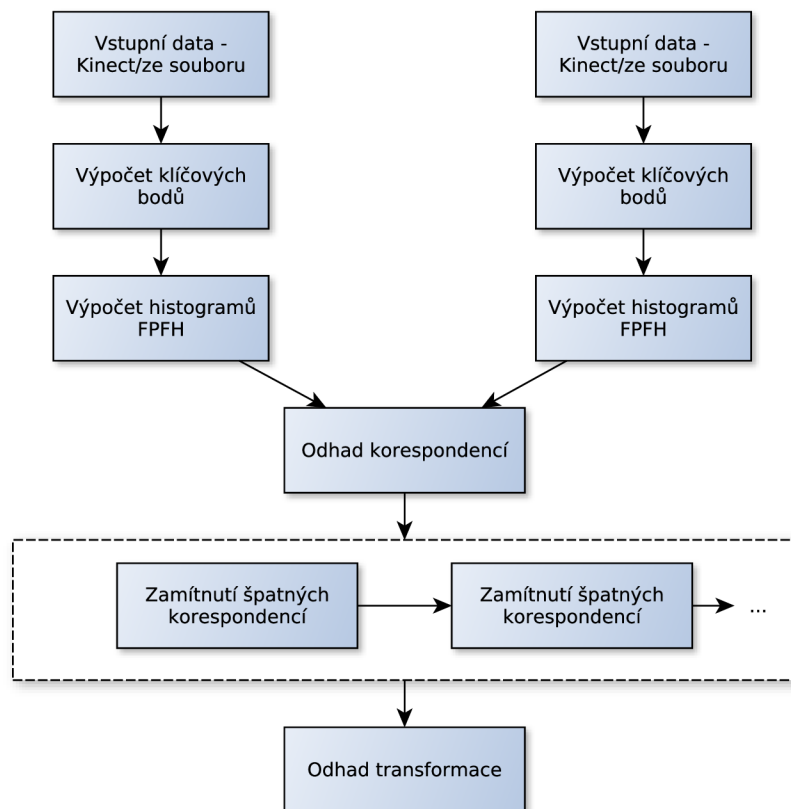 Vstupní data -
Kinect/ze souboru
Vstupní data -
Kinect/ze souboru
Výpočet klíčových
bodů
Výpočet klíčových
bodů
Výpočet histogramů
FPFH
Výpočet histogramů
FPFH
Odhad korespondencí
Zamítnutí špatných
korespondencí
Zamítnutí špatných
korespondencí
...
Odhad transformace